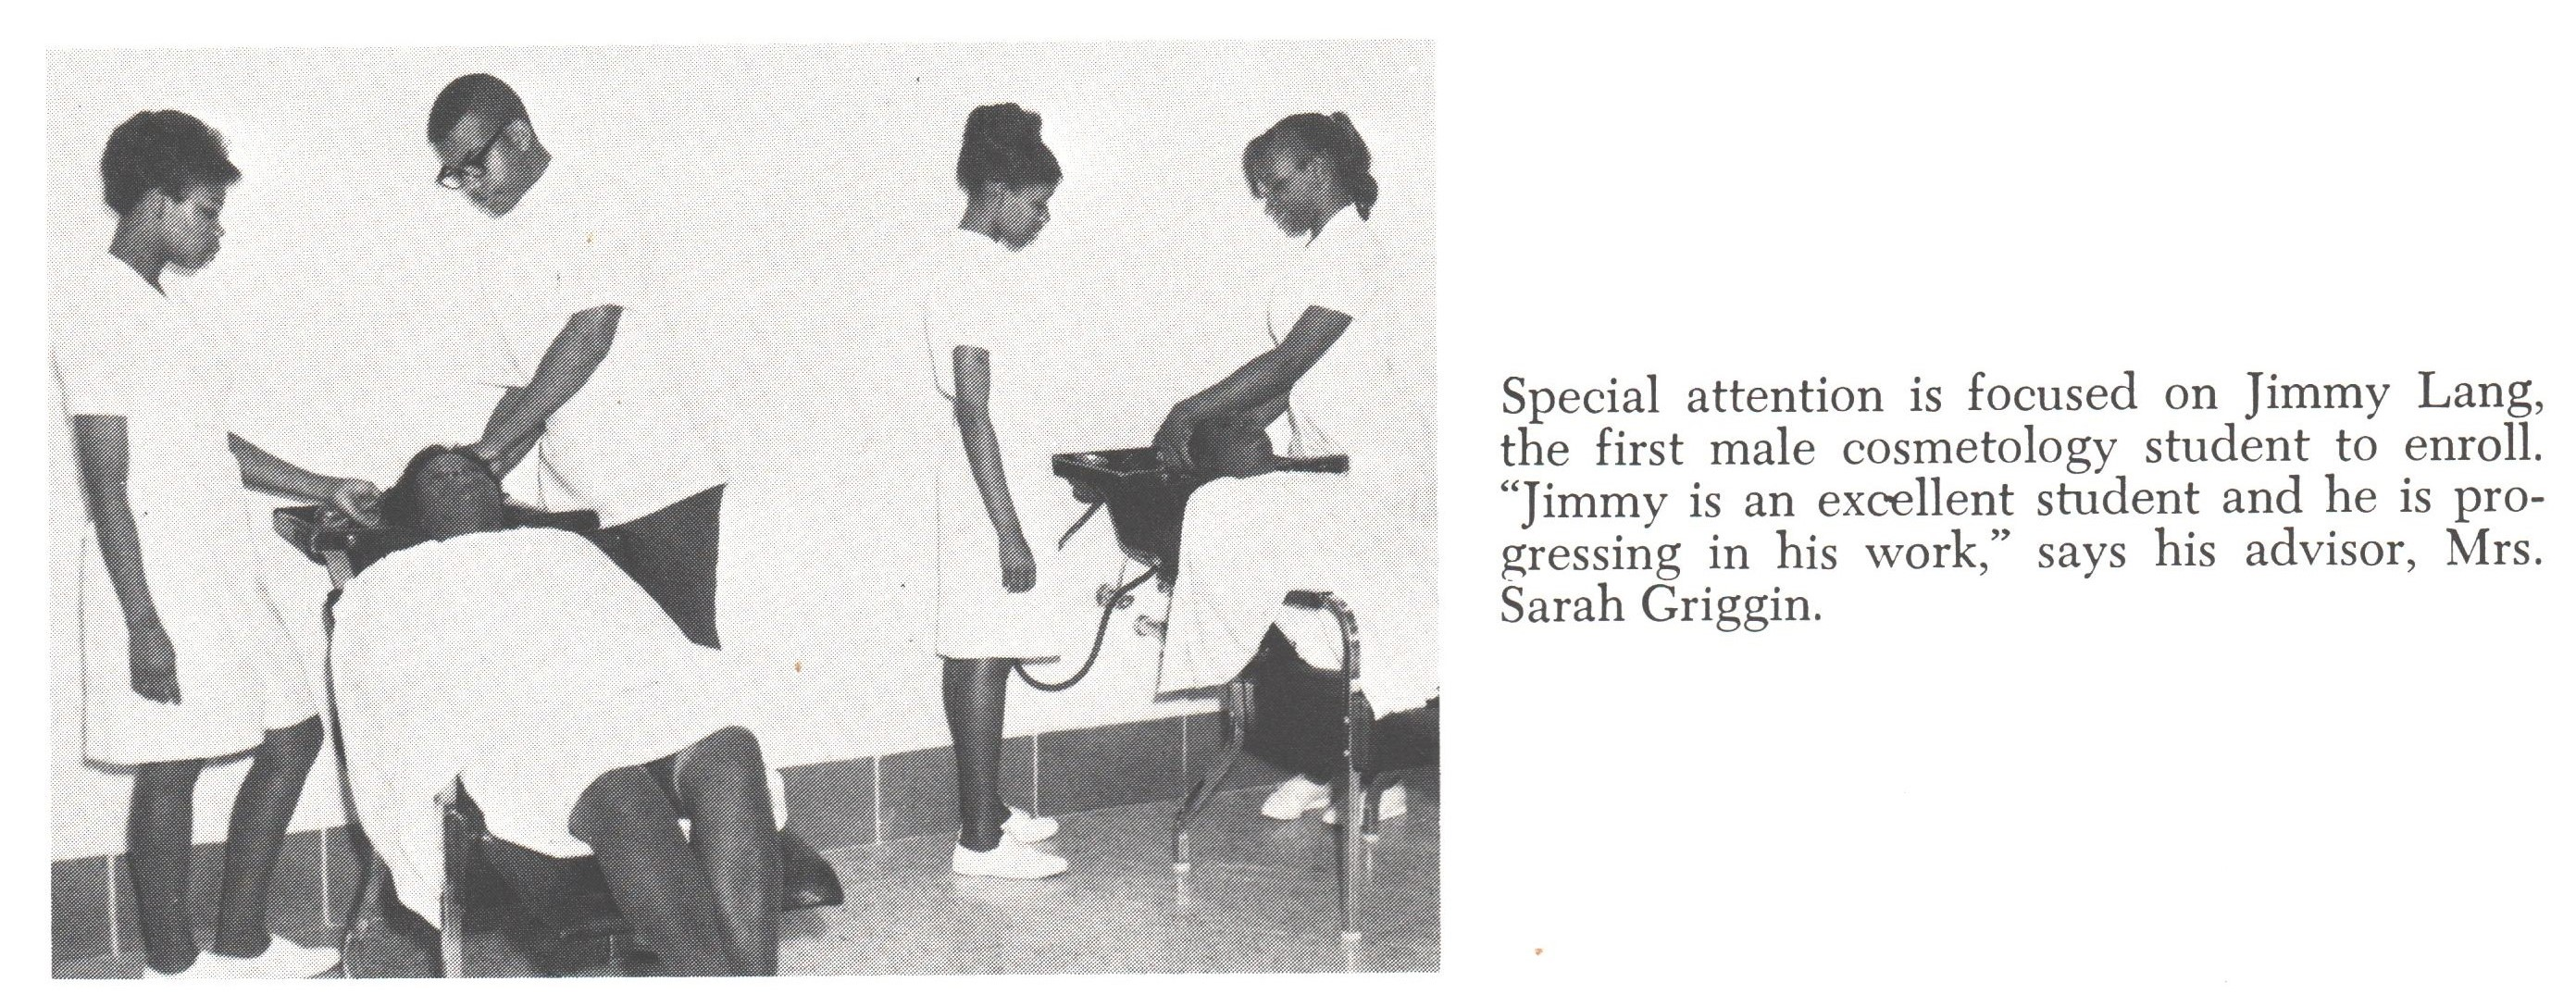 Special attention is focused on Jimmy Lang,
the first male cosmetology student to enroll.
“Jimmy is an excellent student and he is pro-
gressing in his work,” says his advisor, Mrs.
Sarah Griggin.